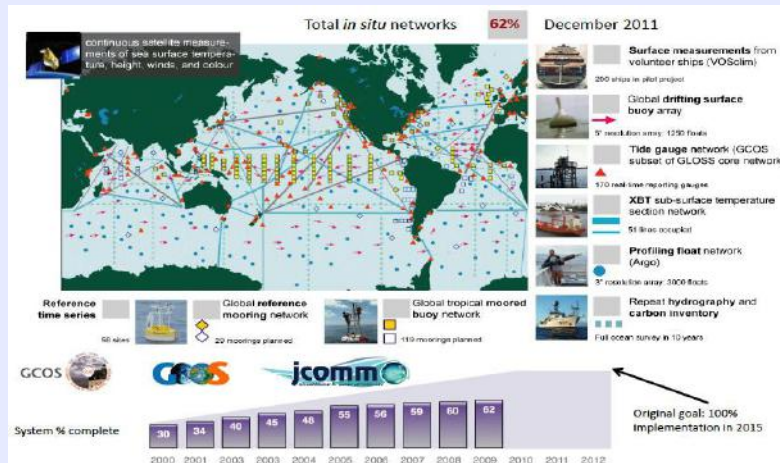 Total in situ networks 62% December 2011
continuous satellite measure-
ments of sea surface tempera-
ture, height, winds, and colour
Surface measurements from
volunteer ships (VOSclim)
200 ships in pilot project
Global drifting surface
buoy array
5° resolution array: 1250 floats
Tide gauge network (GCOS
subset of GLOSS core network
170 real-time reporting gauges
XBT sub-surface temperature
section network
51 lines occupied
Profiling float network
(Argo)
3° resolution array: 3000 floats
Repeat hydrography and
carbon inventory
Full ocean survey in 10 years
Reference
time series
58 sites
Global reference
mooring network
29 moorings planned
Global tropical moored
buoy network
119 moorings planned
GCOS
GOOS
jcomm
System % complete
30 34 40 45 48 55 56 59 60 62
2000 2001 2003 2003 2004 2005 2006 2007 2008 2009 2010 2011 2012
Original goal: 100%
implementation in 2015